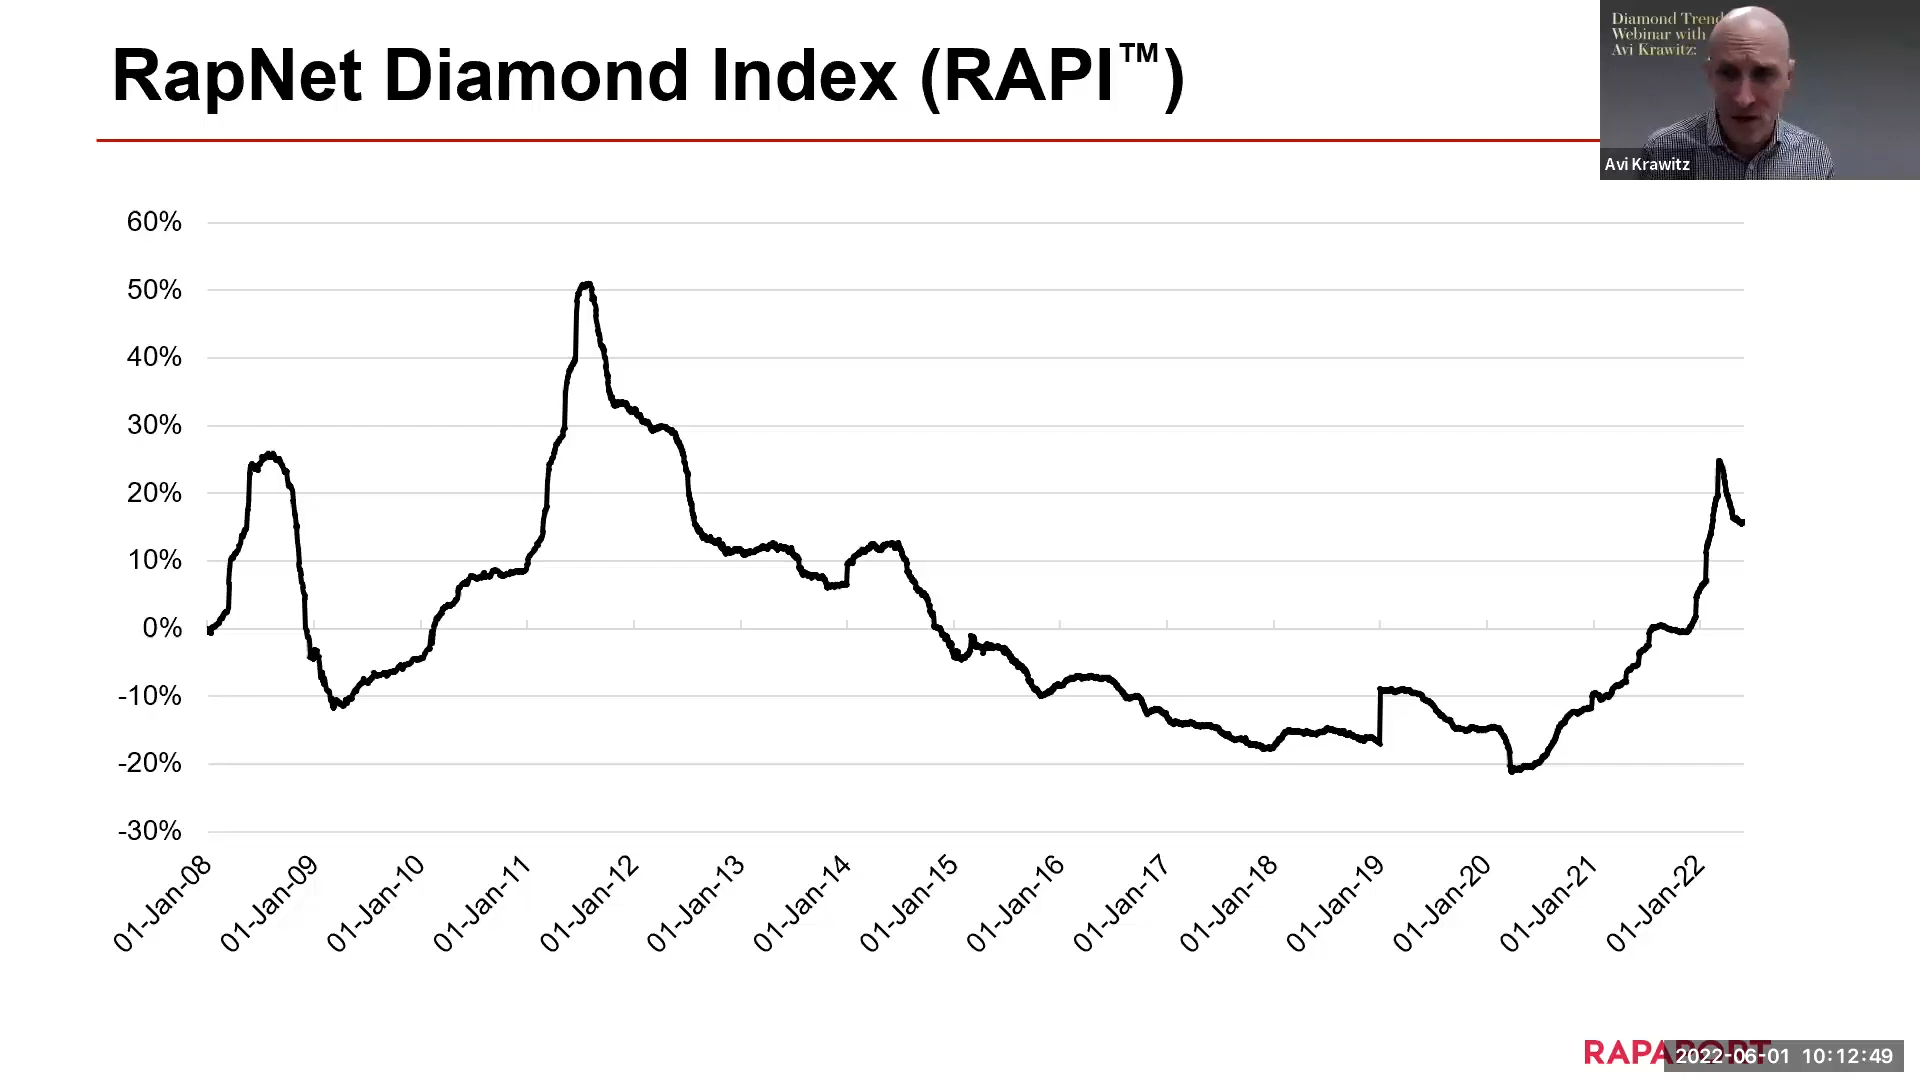 RapNet Diamond Index (RAPI™)
Diamond Trend
Webinar with
Avi Krawitz:
Avi Krawitz
60%
50%
40%
30%
20%
10%
0%
-10%
-20%
-30%
01-Jan-08
01-Jan-09
01-Jan-10
01-Jan-11
01-Jan-12
01-Jan-13
01-Jan-14
01-Jan-15
01-Jan-16
01-Jan-17
01-Jan-18
01-Jan-19
01-Jan-20
01-Jan-21
01-Jan-22
RAPAPORT
2022-06-01 10:12:49